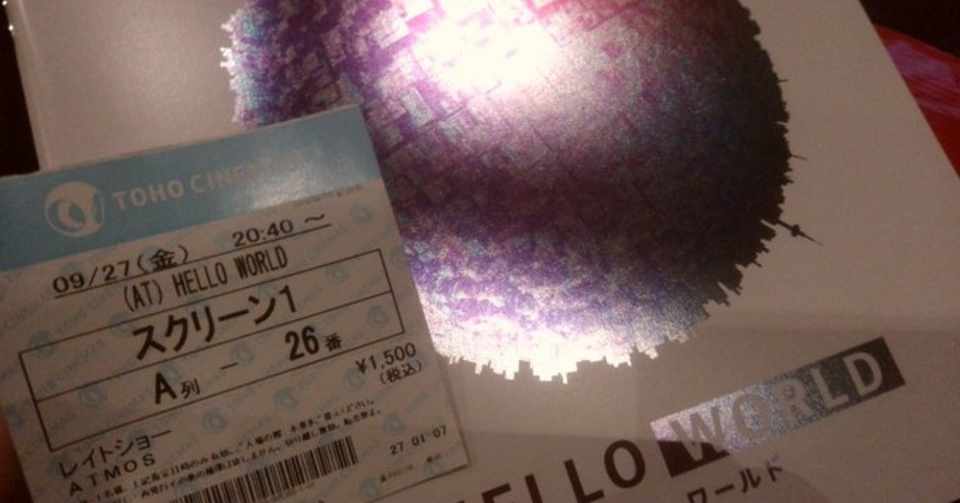 TOHO CINE
09/27(金) 20:40 ～
(AT) HELLO WORLD
スクリーン1
A列 - 26番
¥1,500
(税込)
レイトショー
ATMOS
27-01-07
HELLO WORLD
ワールド